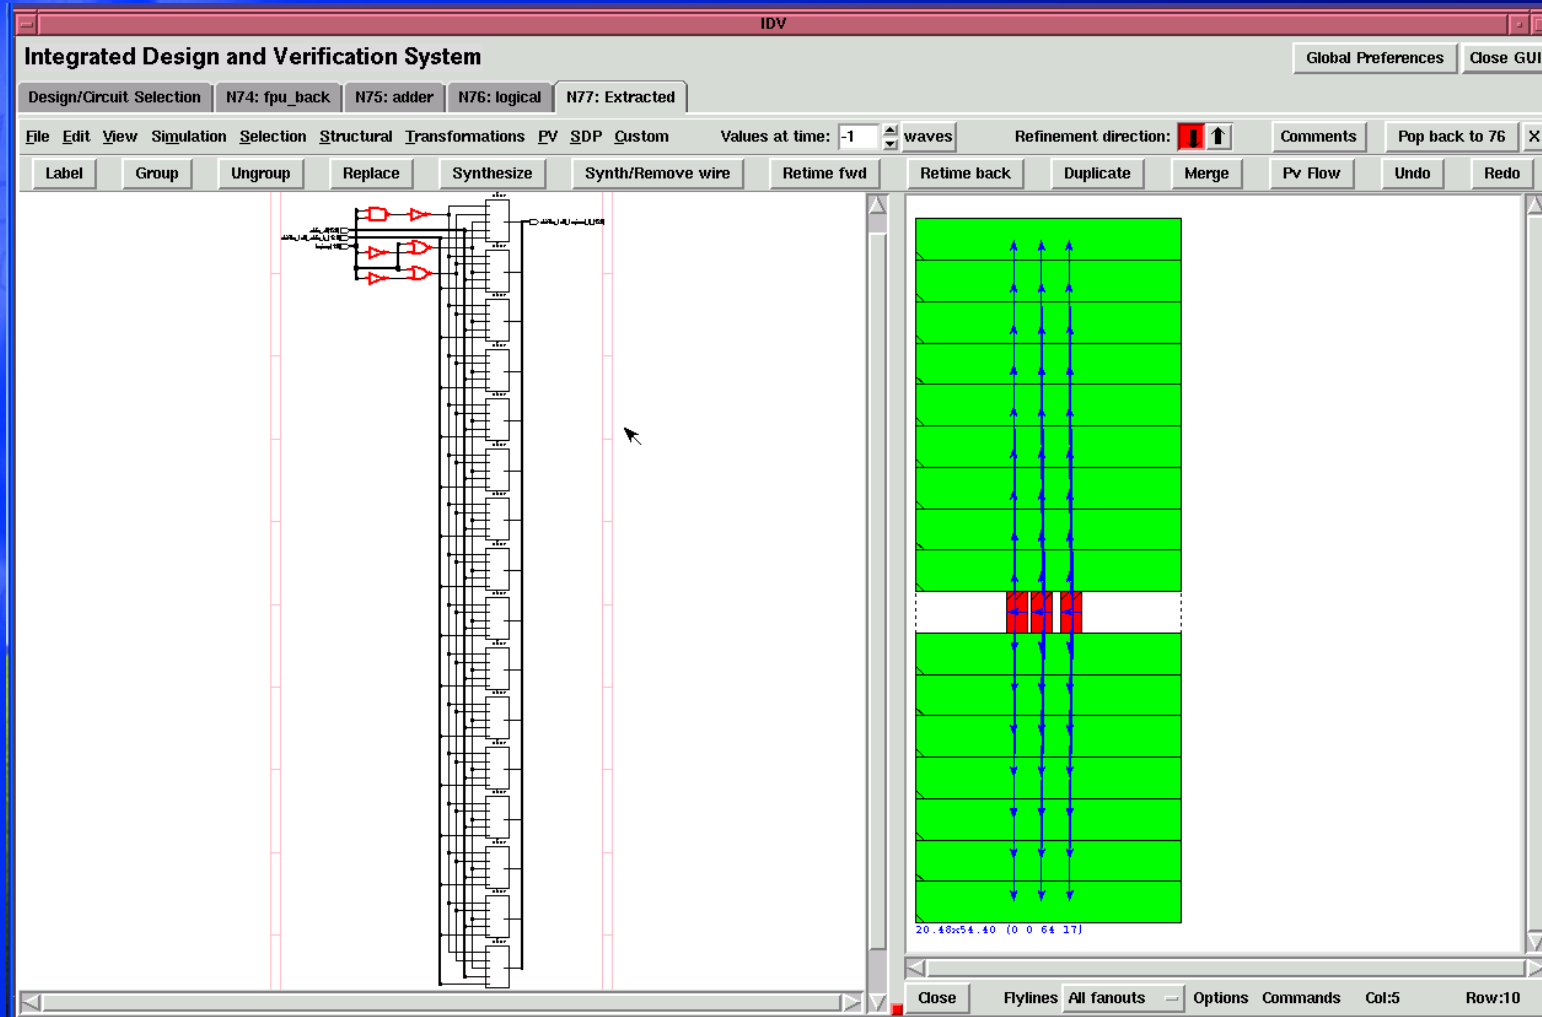 IDV
Integrated Design and Verification System
Global Preferences
Close GUI
Design/Circuit Selection
N74: fpu_back
N75: adder
N76: logical
N77: Extracted
File Edit View Simulation Selection Structural Transformations PV SDP Custom
Values at time: -1 waves
Refinement direction:
Comments
Pop back to 76
X
Label
Group
Ungroup
Replace
Synthesize
Synth/Remove wire
Retime fwd
Retime back
Duplicate
Merge
Pv Flow
Undo
Redo
20.48x54.40 (0 0 64 17)
Close
Flylines All fanouts
Options Commands
Col:5
Row:10